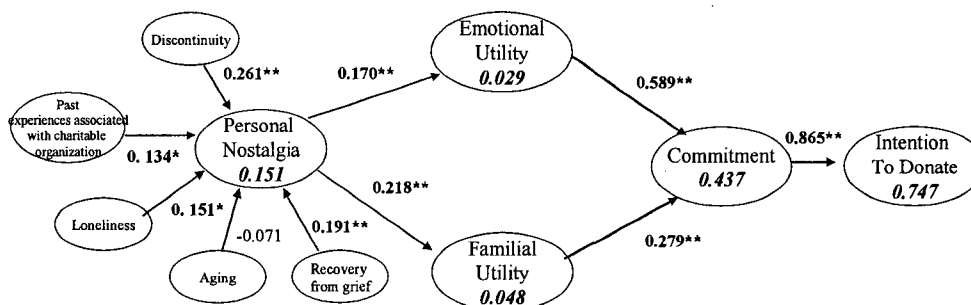 Discontinuity
0.261**
Past
experiences associated
with charitable
organization
0. 134*
Loneliness
0. 151*
Aging
-0.071
Recovery
from grief
0.191**
Personal
Nostalgia
0.151
0.170**
0.218**
Emotional
Utility
0.029
Familial
Utility
0.048
0.589**
0.279**
Commitment
0.437
0.865**
Intention
To Donate
0.747